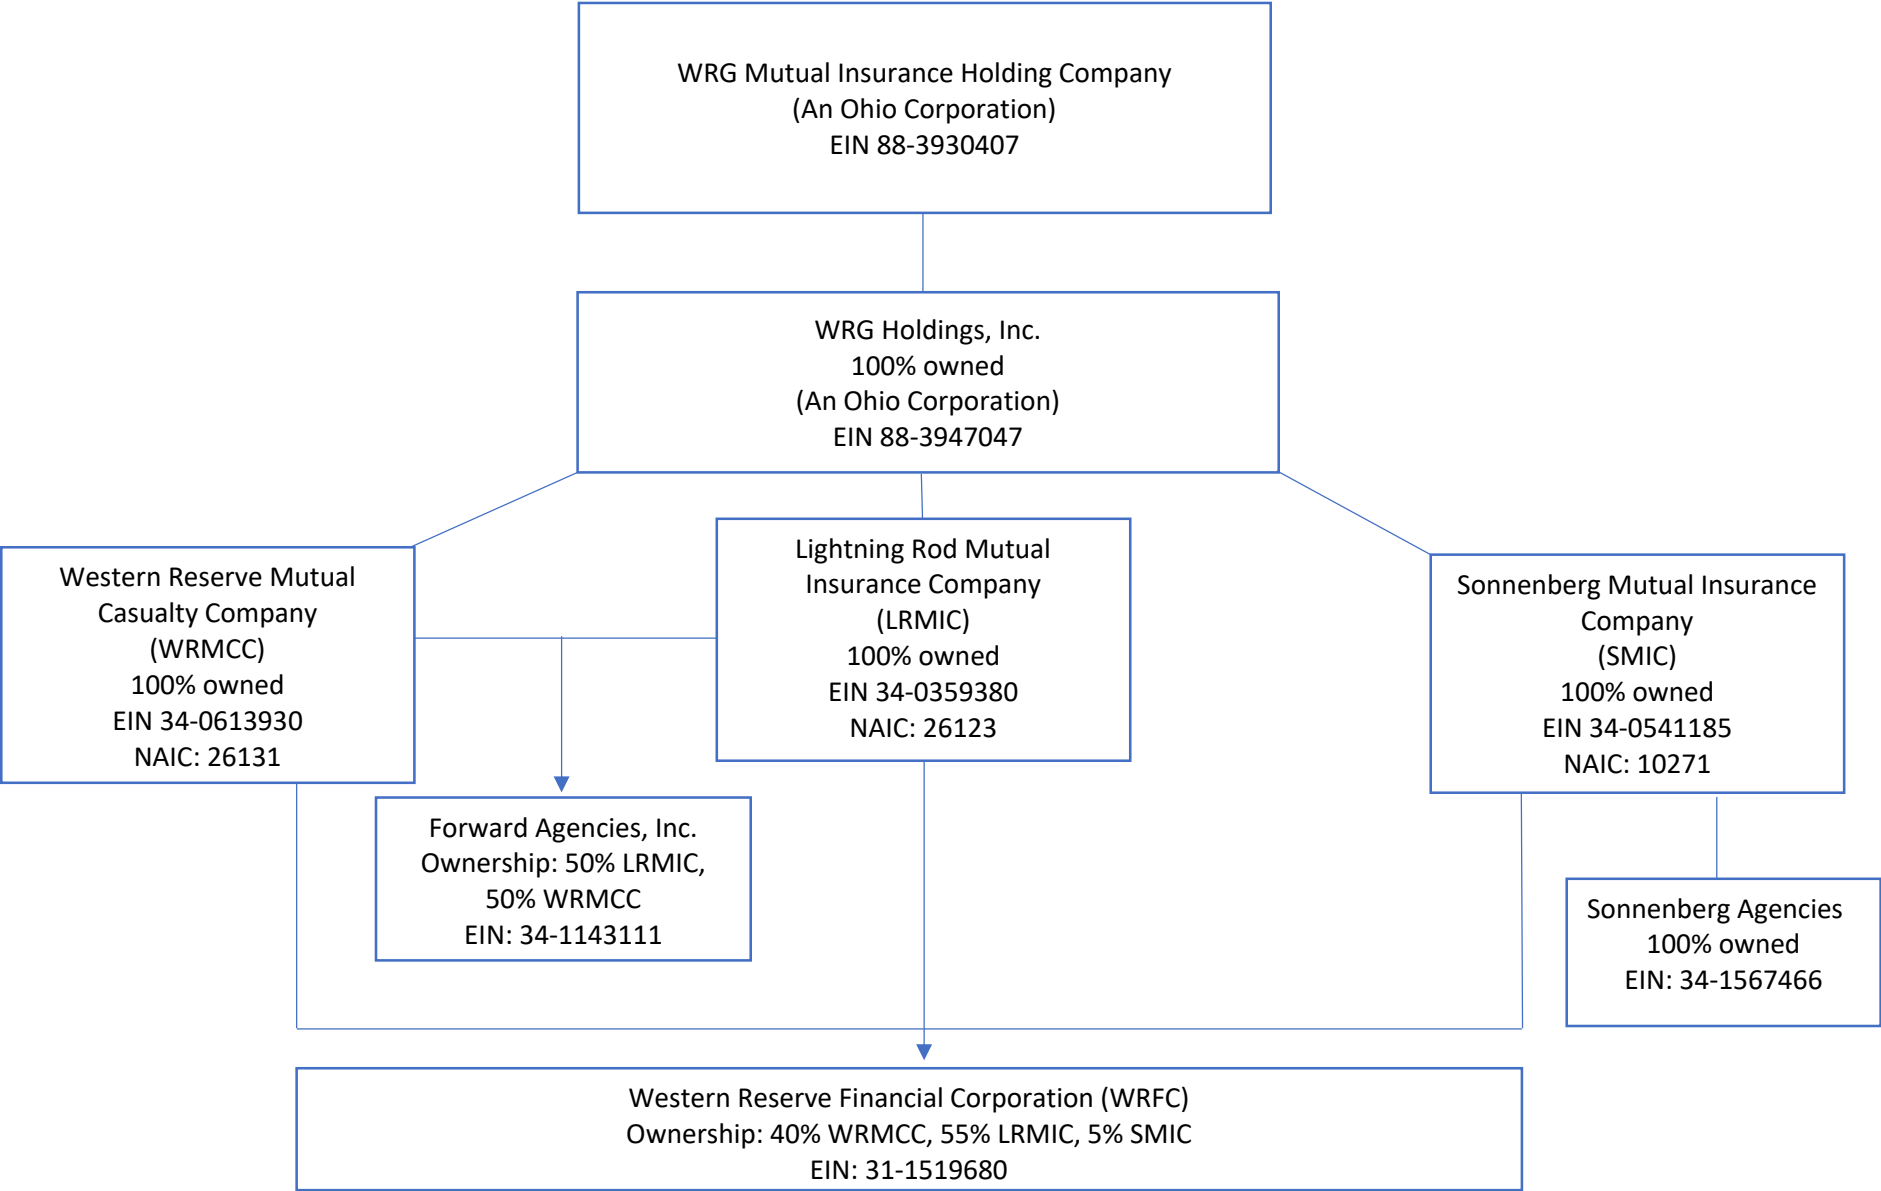 WRG Mutual Insurance Holding Company
(An Ohio Corporation)
EIN 88-3930407
WRG Holdings, Inc.
100% owned
(An Ohio Corporation)
EIN 88-3947047
Western Reserve Mutual
Casualty Company
(WRMCC)
100% owned
EIN 34-0613930
NAIC: 26131
Lightning Rod Mutual
Insurance Company
(LRMIC)
100% owned
EIN 34-0359380
NAIC: 26123
Sonnenberg Mutual Insurance
Company
(SMIC)
100% owned
EIN 34-0541185
NAIC: 10271
Forward Agencies, Inc.
Ownership: 50% LRMIC,
50% WRMCC
EIN: 34-1143111
Sonnenberg Agencies
100% owned
EIN: 34-1567466
Western Reserve Financial Corporation (WRFC)
Ownership: 40% WRMCC, 55% LRMIC, 5% SMIC
EIN: 31-1519680